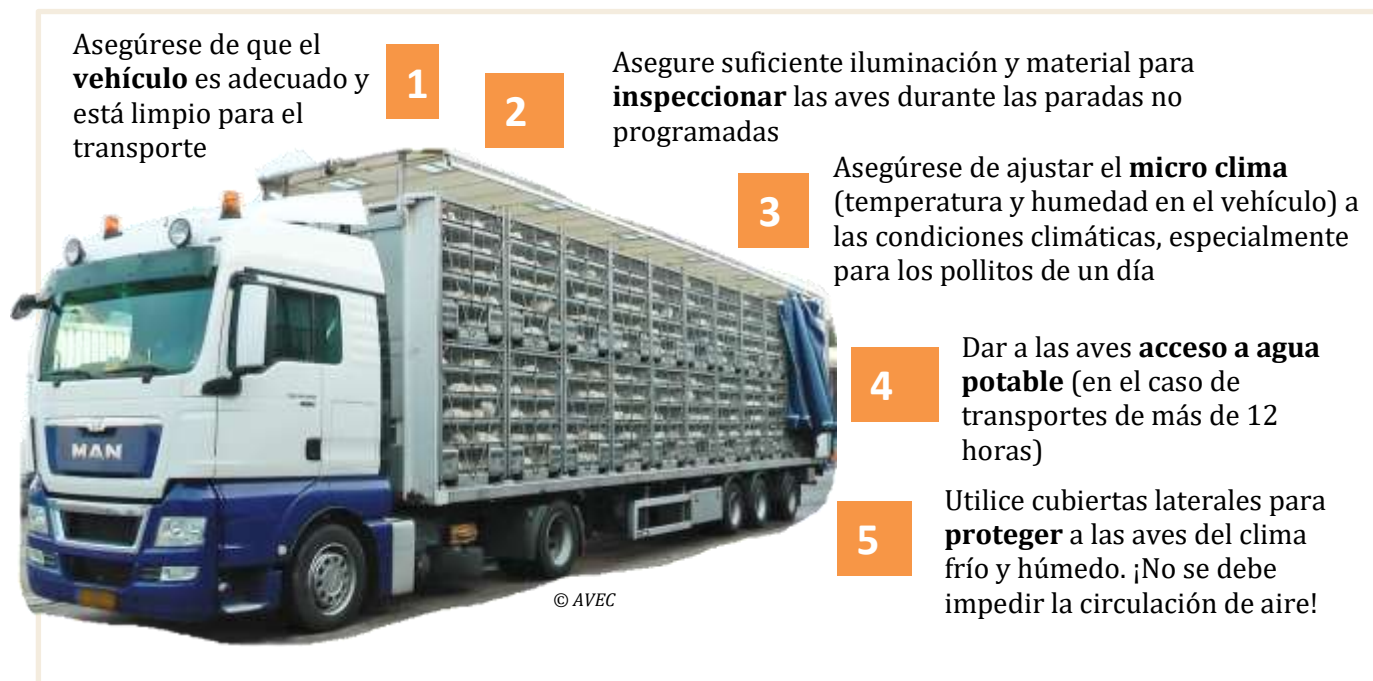 Asegúrese de que el
vehículo es adecuado y
está limpio para el
transporte
1
2
Asegure suficiente iluminación y material para
inspeccionar las aves durante las paradas no
programadas
3
Asegúrese de ajustar el micro clima
(temperatura y humedad en el vehículo) a
las condiciones climáticas, especialmente
para los pollitos de un día
4
Dar a las aves acceso a agua
potable (en el caso de
transportes de más de 12
horas)
5
Utilice cubiertas laterales para
proteger a las aves del clima
frío y húmedo. ¡No se debe
impedir la circulación de aire!
MAN
© AVEC